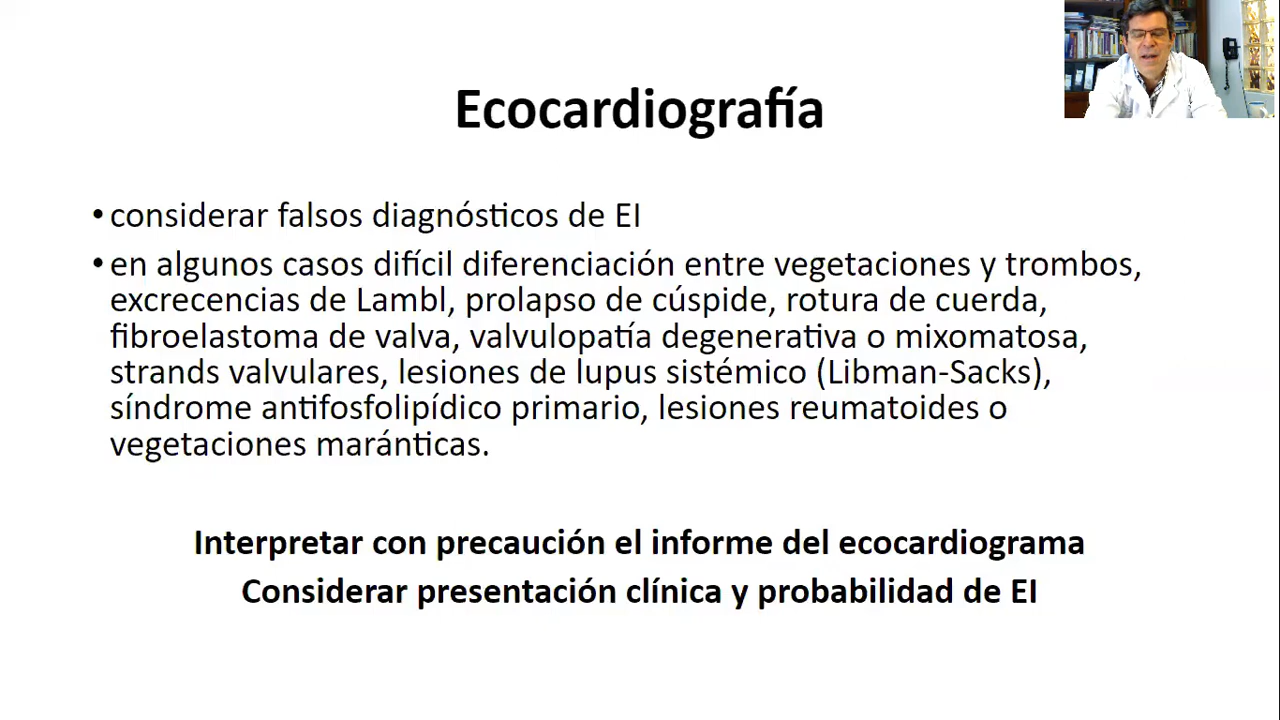 Ecocardiografía
• considerar falsos diagnósticos de EI
• en algunos casos difícil diferenciación entre vegetaciones y trombos,
excrecencias de Lambl, prolapso de cúspide, rotura de cuerda,
fibroelastoma de valva, valvulopatía degenerativa o mixomatosa,
strands valvulares, lesiones de lupus sistémico (Libman-Sacks),
síndrome antifosfolipídico primario, lesiones reumatoides o
vegetaciones maránticas.
Interpretar con precaución el informe del ecocardiograma
Considerar presentación clínica y probabilidad de EI